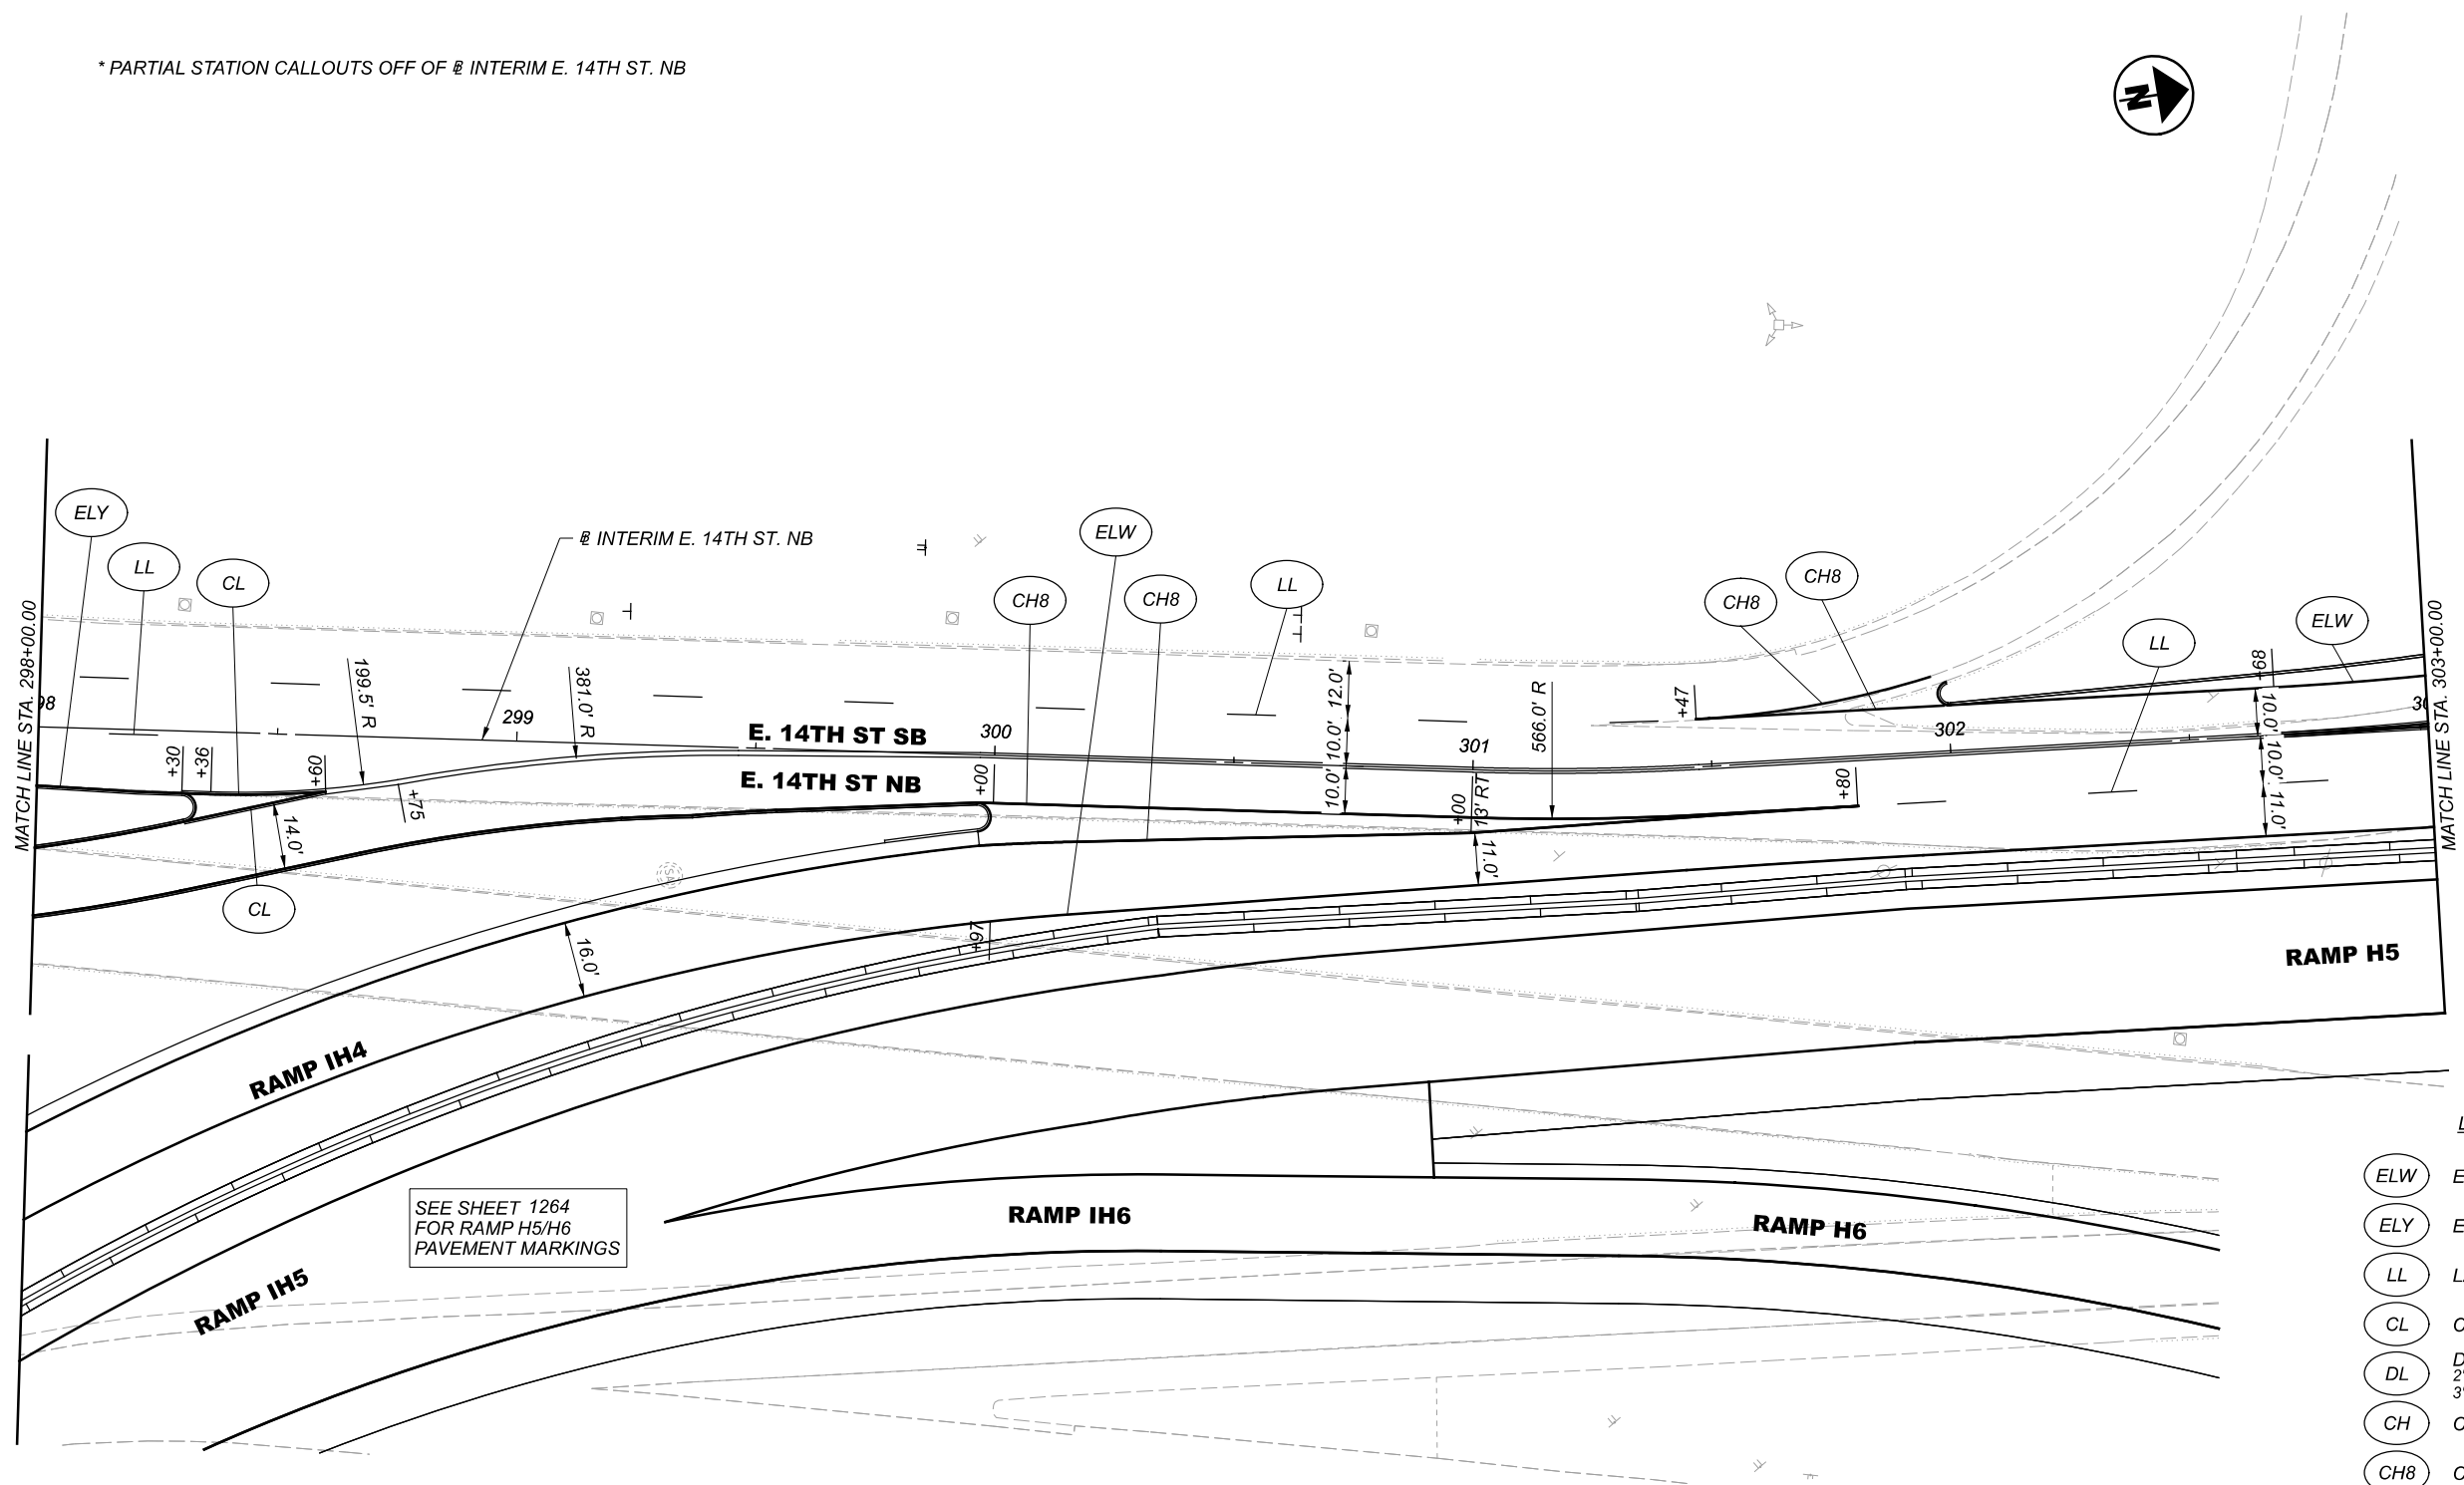 * PARTIAL STATION CALLOUTS OFF OF ℄ INTERIM E. 14TH ST. NB
N
MATCH LINE STA. 298+00.00
ELY
LL
CL
℄ INTERIM E. 14TH ST. NB
ELW
CH8
CH8
LL
CH8
CH8
LL
ELW
MATCH LINE STA. 303+00.00
98
299
300
301
302
30
199.5' R
381.0' R
566.0' R
12.0'
10.0'
10.0'
+30
+36
+60
+75
+00
+00
13' RT
+47
+80
+68
10.0'
10.0'
11.0'
E. 14TH ST SB
E. 14TH ST NB
14.0'
11.0'
CL
SA
16.0'
+97
RAMP H5
RAMP IH4
SEE SHEET 1264
FOR RAMP H5/H6
PAVEMENT MARKINGS
RAMP IH6
RAMP H6
RAMP IH5
L
ELW E
ELY E
LL L
CL C
DL D
2"
3'
CH C
CH8 C